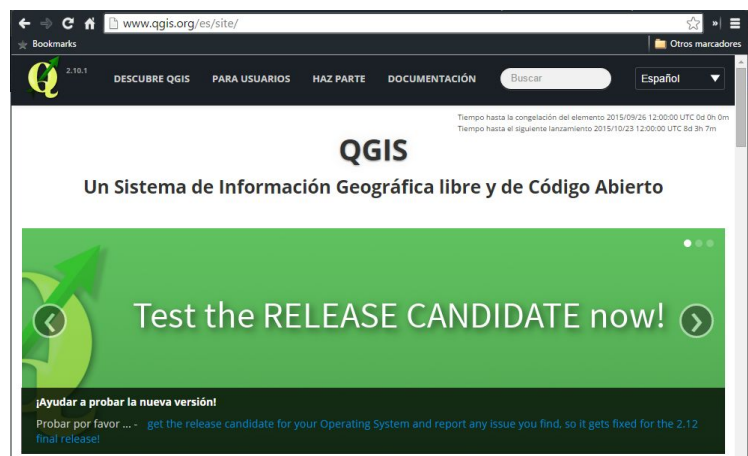 www.qgis.org/es/site/
»
Bookmarks
Otros marcadores
2.10.1
DESCUBRE QGIS PARA USUARIOS HAZ PARTE DOCUMENTACIÓN Buscar Español
Tiempo hasta la congelación del elemento 2015/09/26 12:00:00 UTC 0d 0h 0m
Tiempo hasta el siguiente lanzamiento 2015/10/23 12:00:00 UTC 8d 3h 7m
QGIS
Un Sistema de Información Geográfica libre y de Código Abierto
Test the RELEASE CANDIDATE now!
¡Ayudar a probar la nueva versión!
Probar por favor ... - get the release candidate for your Operating System and report any issue you find, so it gets fixed for the 2.12
final release!